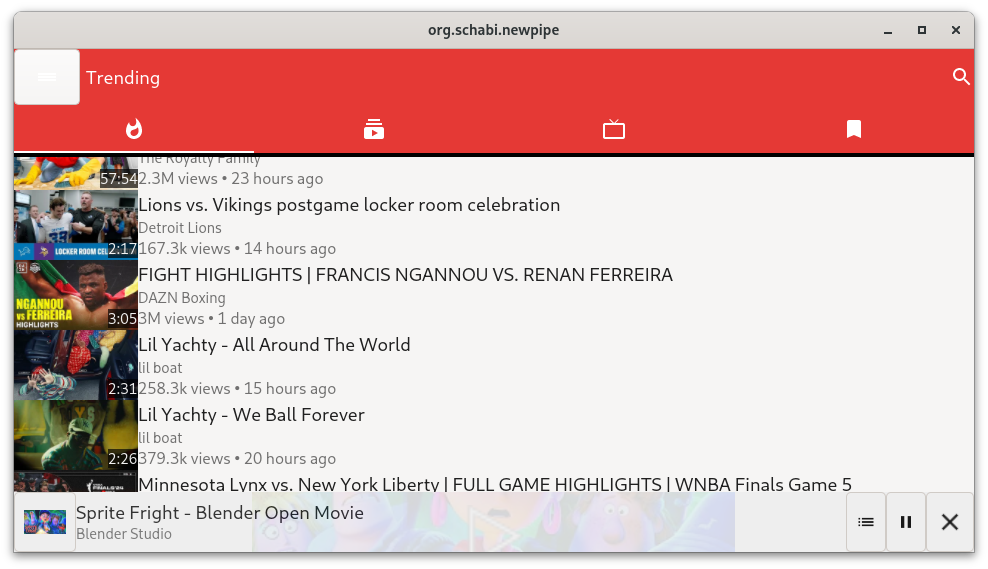 org.schabi.newpipe
Trending
The Royalty Family
57:54
2.3M views • 23 hours ago
Lions vs. Vikings postgame locker room celebration
Detroit Lions
LOCKER ROOM CEL
2:17
167.3k views • 14 hours ago
FIGHT HIGHLIGHTS | FRANCIS NGANNOU VS. RENAN FERREIRA
DAZN Boxing
NGANNOU
vs FERREIRA
HIGHLIGHTS
3:05
3M views • 1 day ago
Lil Yachty - All Around The World
lil boat
2:31
258.3k views • 15 hours ago
Lil Yachty - We Ball Forever
lil boat
2:26
379.3k views • 20 hours ago
Minnesota Lynx vs. New York Liberty | FULL GAME HIGHLIGHTS | WNBA Finals Game 5
FINALS'24
Sprite Fright - Blender Open Movie
Blender Studio